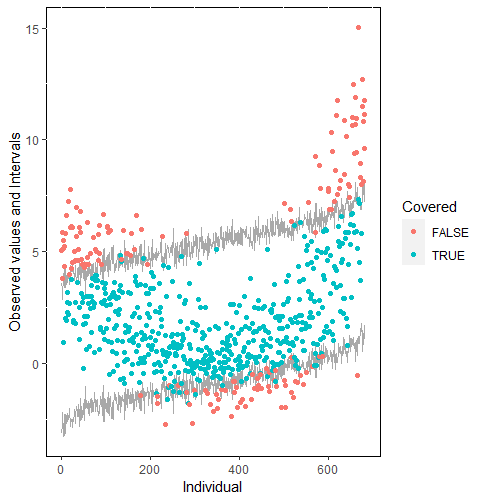 15
10
5
0
Observed values and Intervals
0
200
400
600
Individual
Covered
FALSE
TRUE